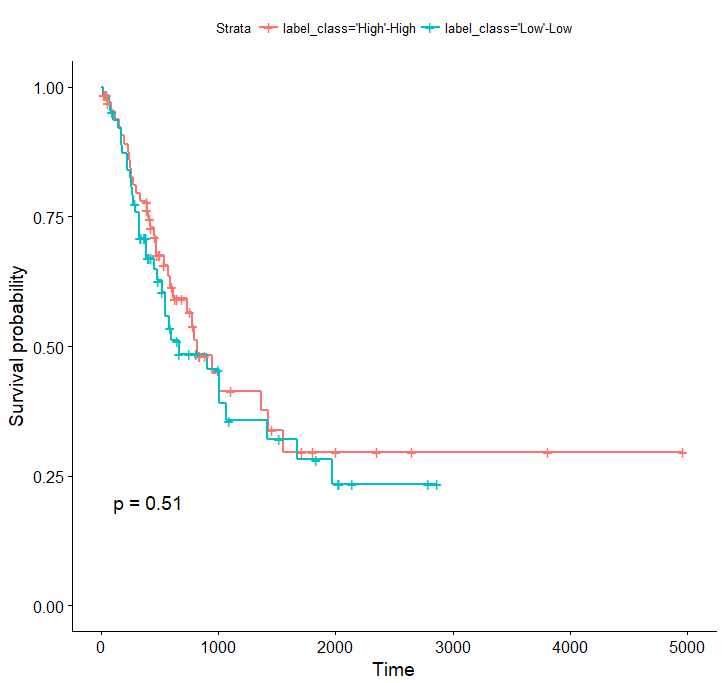 Strata label_class='High'-High label_class='Low'-Low
1.00
0.75
0.50
0.25
0.00
Survival probability
p = 0.51
0 1000 2000 3000 4000 5000
Time